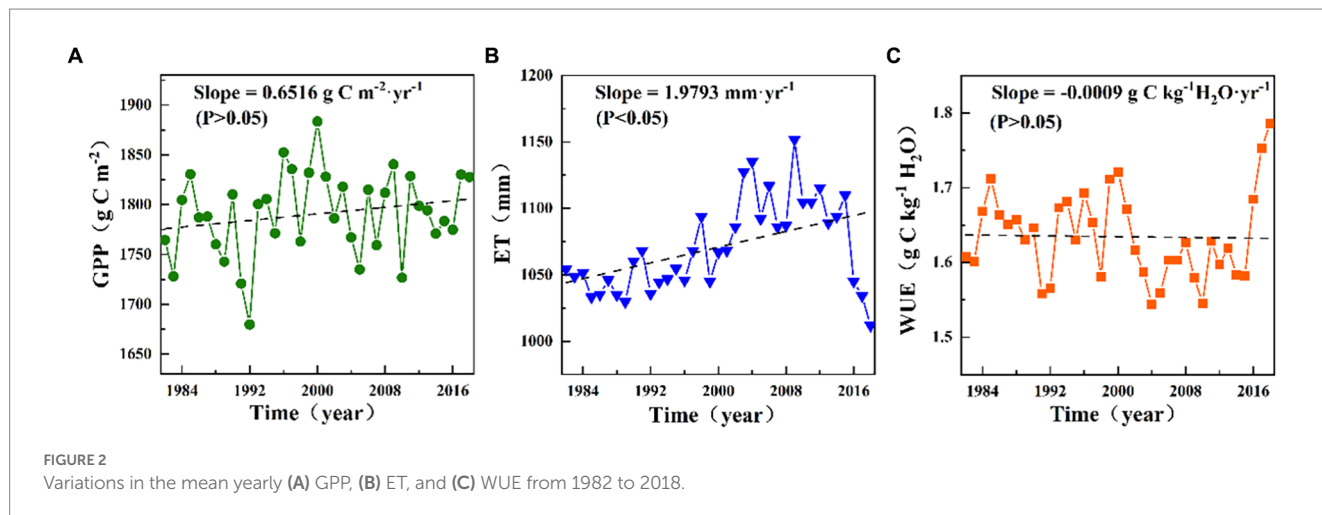 A
Slope = 0.6516 g C m⁻²·yr⁻¹
(P>0.05)
1900
1850
1800
1750
1700
1650
GPP (g C m⁻²)
1984 1992 2000 2008 2016
Time（year）
B
Slope = 1.9793 mm·yr⁻¹
(P<0.05)
1200
1150
1100
1050
1000
ET（mm）
1984 1992 2000 2008 2016
Time（year）
C
Slope = -0.0009 g C kg⁻¹H₂O·yr⁻¹
(P>0.05)
1.8
1.7
1.6
1.5
WUE（g C kg⁻¹ H₂O）
1984 1992 2000 2008 2016
Time（year）
FIGURE 2
Variations in the mean yearly (A) GPP, (B) ET, and (C) WUE from 1982 to 2018.